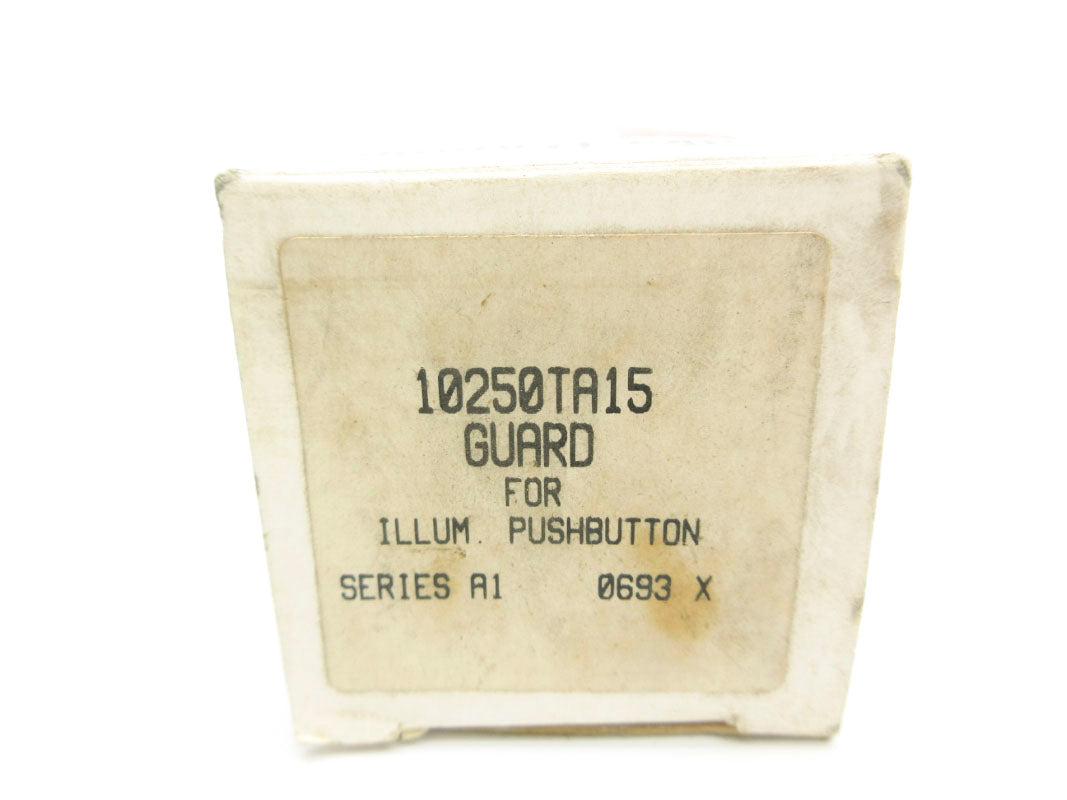 10250TA15
GUARD
FOR
ILLUM. PUSHBUTTON
SERIES A1 0693 X